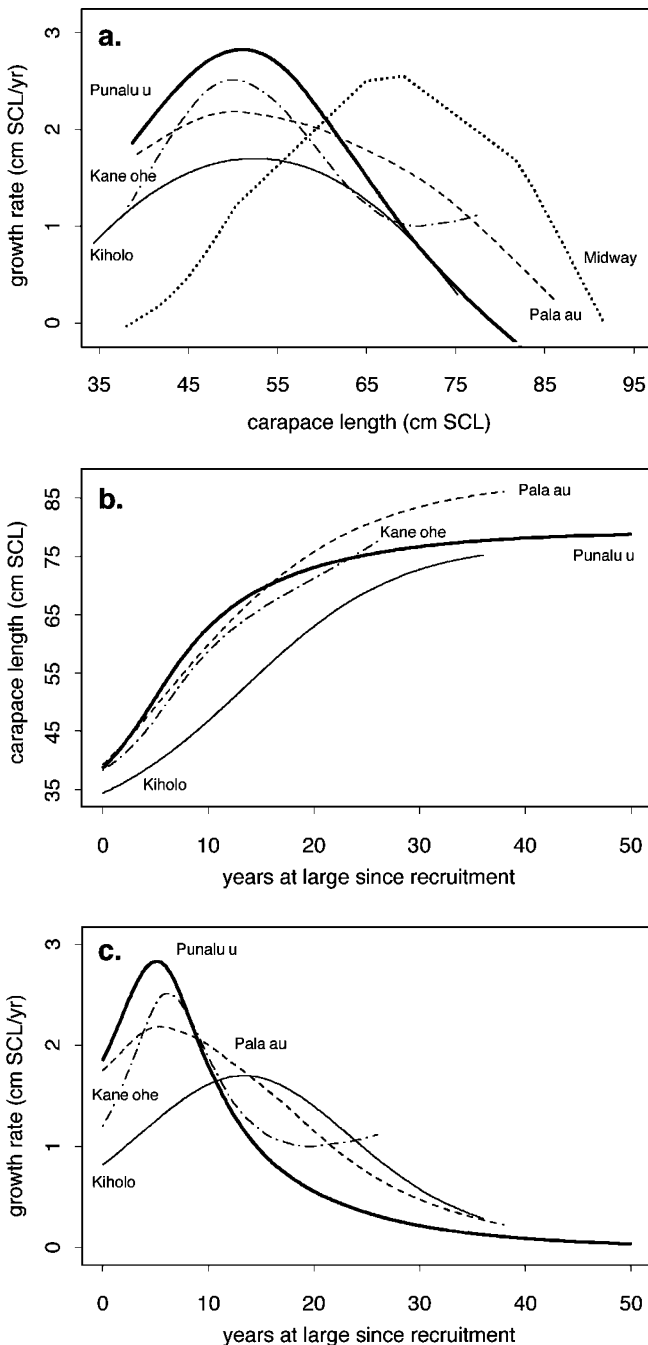 a.
3
2
1
0
growth rate (cm SCL/yr)
Punalu u
Kane ohe
Kiholo
Midway
Pala au
35 45 55 65 75 85 95
carapace length (cm SCL)
b.
85
75
65
55
45
35
carapace length (cm SCL)
Pala au
Kane ohe
Punalu u
Kiholo
0 10 20 30 40 50
years at large since recruitment
c.
3
2
1
0
growth rate (cm SCL/yr)
Punalu u
Pala au
Kane ohe
Kiholo
0 10 20 30 40 50
years at large since recruitment